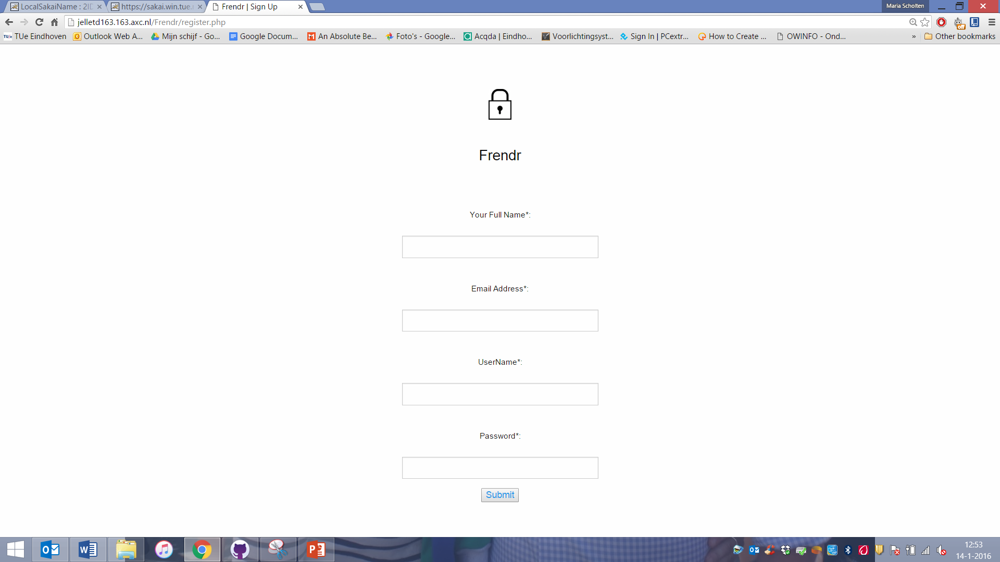 LocalSakaiName : 2ID
https://sakai.win.tue.
Frendr | Sign Up
Maria Scholten
jelletd163.163.axc.nl/Frendr/register.php
TU/e TUe Eindhoven
Outlook Web A...
Mijn schijf - Go...
Google Docum...
An Absolute Be...
Foto's - Google...
Acqda | Eindho...
Voorlichtingsyst...
Sign In | PCextr...
How to Create ...
OWINFO - Ond...
»
Other bookmarks
Frendr
Your Full Name*:
Email Address*:
UserName*:
Password*:
Submit
12:53
14-1-2016